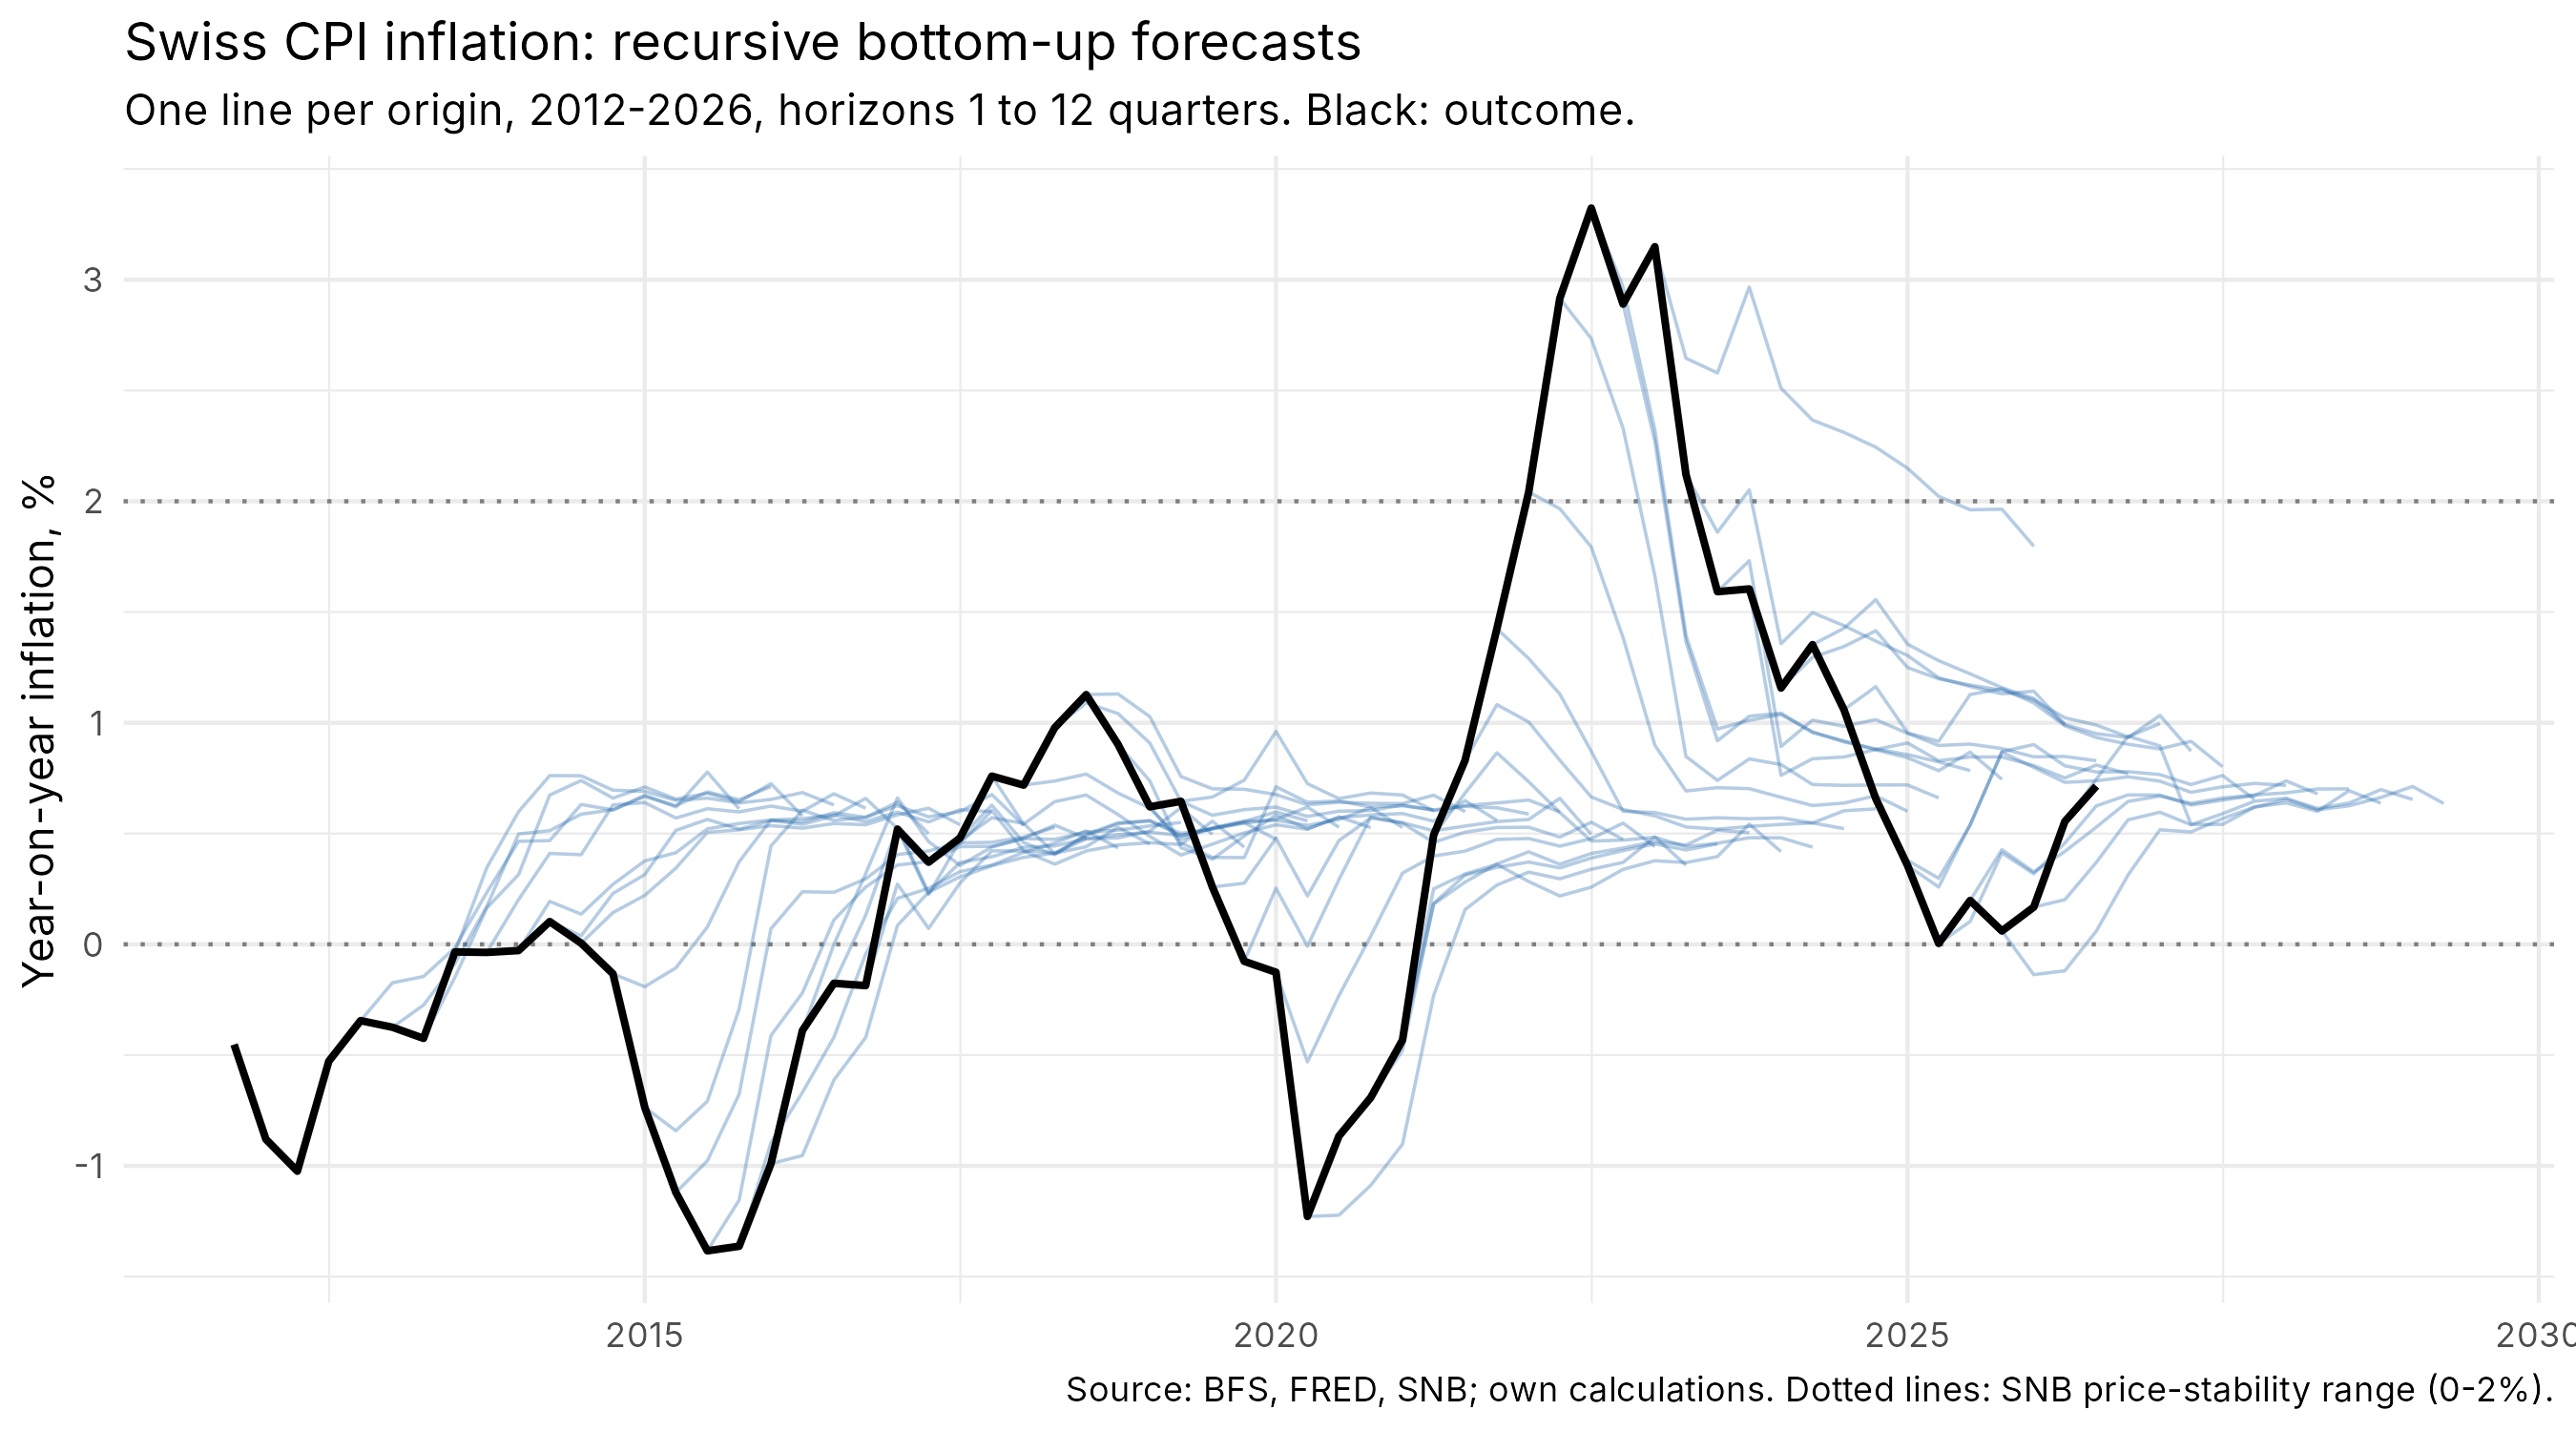 Swiss CPI inflation: recursive bottom-up forecasts
One line per origin, 2012-2026, horizons 1 to 12 quarters. Black: outcome.
Year-on-year inflation, %
3
2
1
0
-1
2015
2020
2025
2030
Source: BFS, FRED, SNB; own calculations. Dotted lines: SNB price-stability range (0-2%).